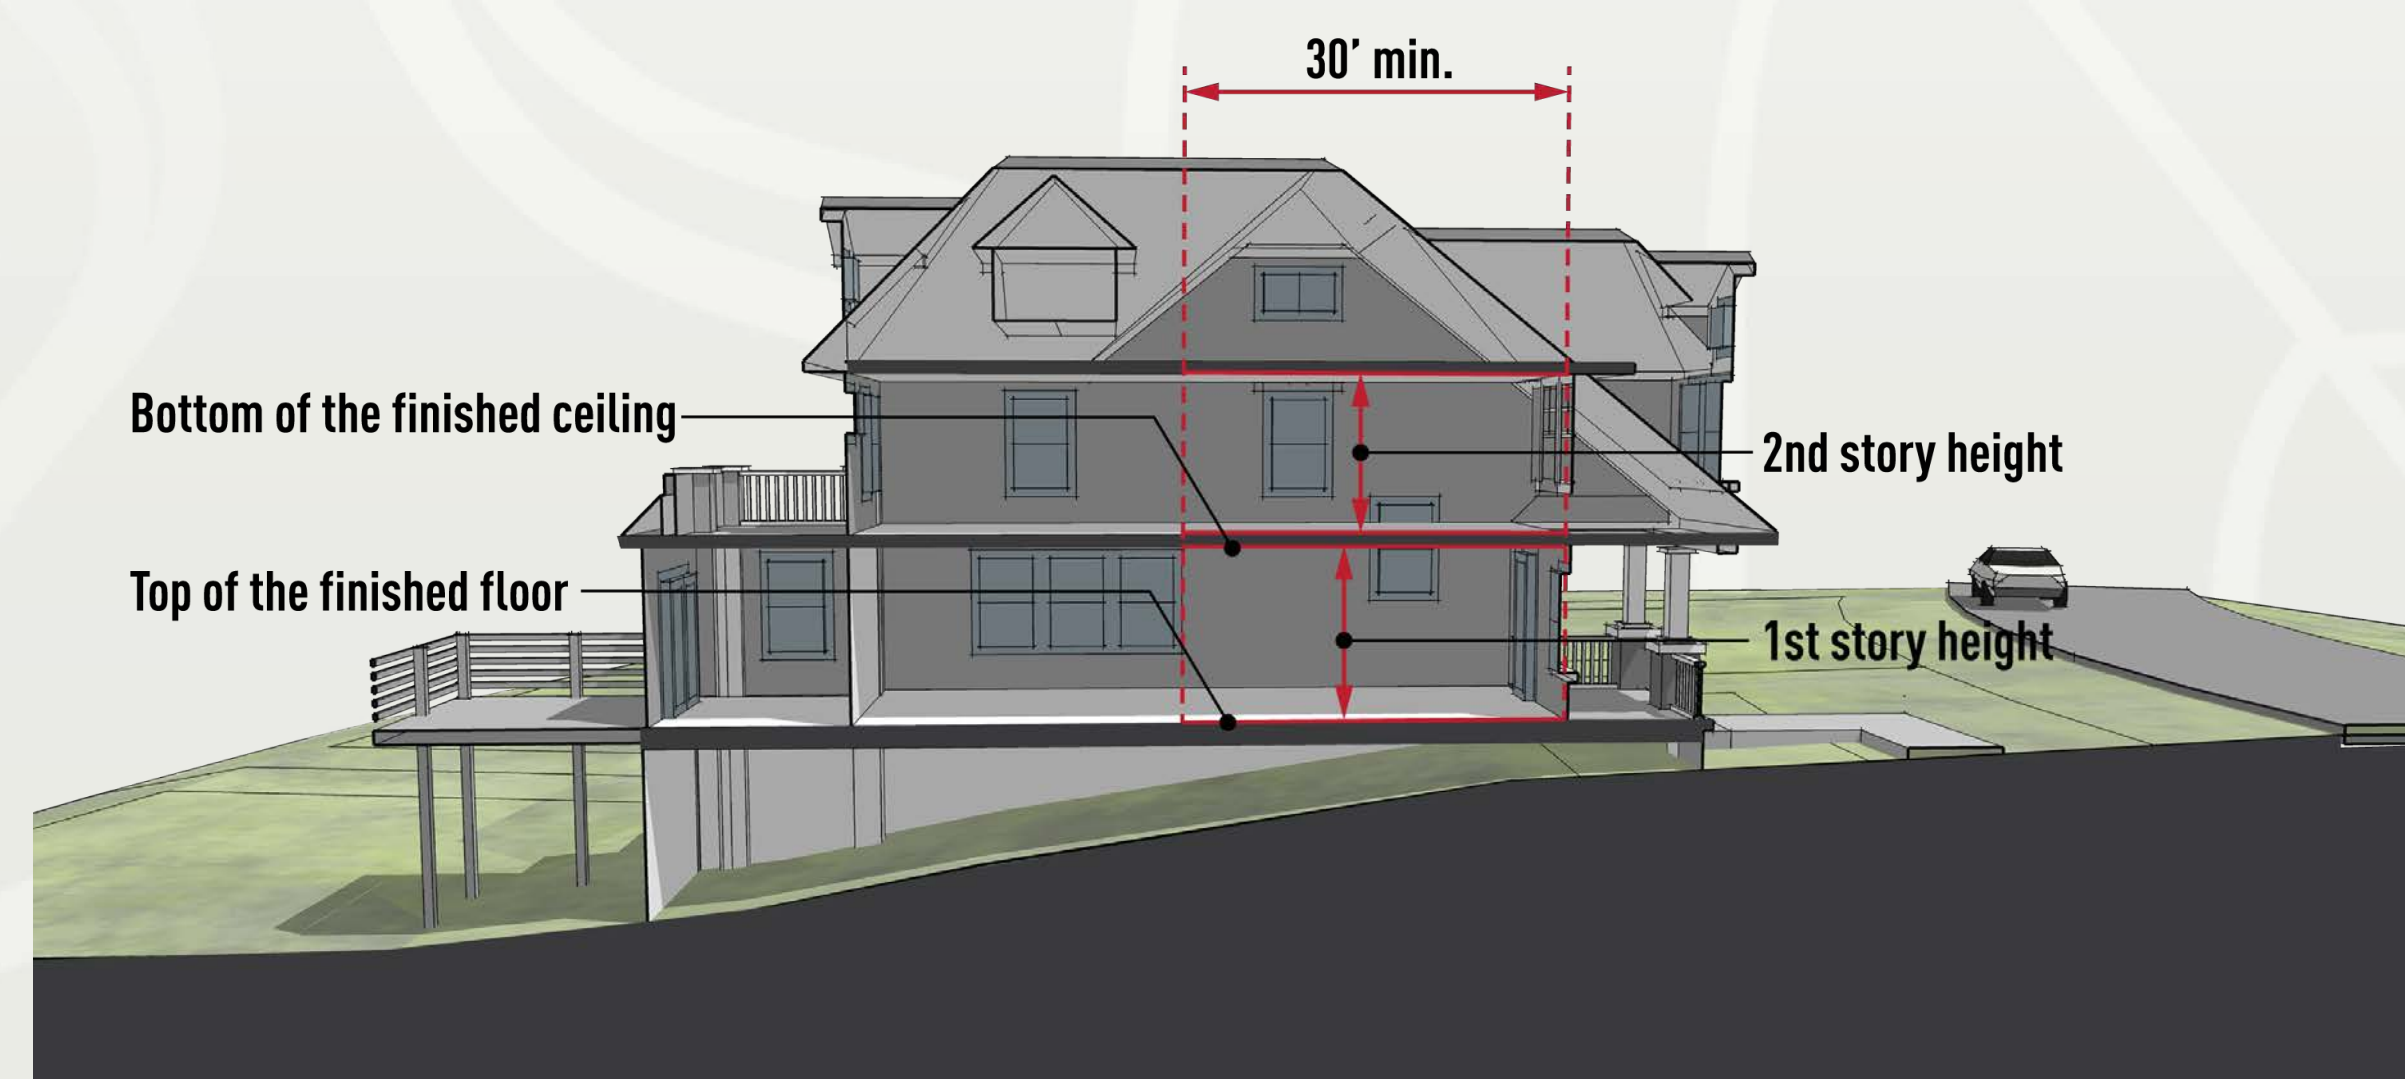 30’ min.
Bottom of the finished ceiling
2nd story height
Top of the finished floor
1st story height